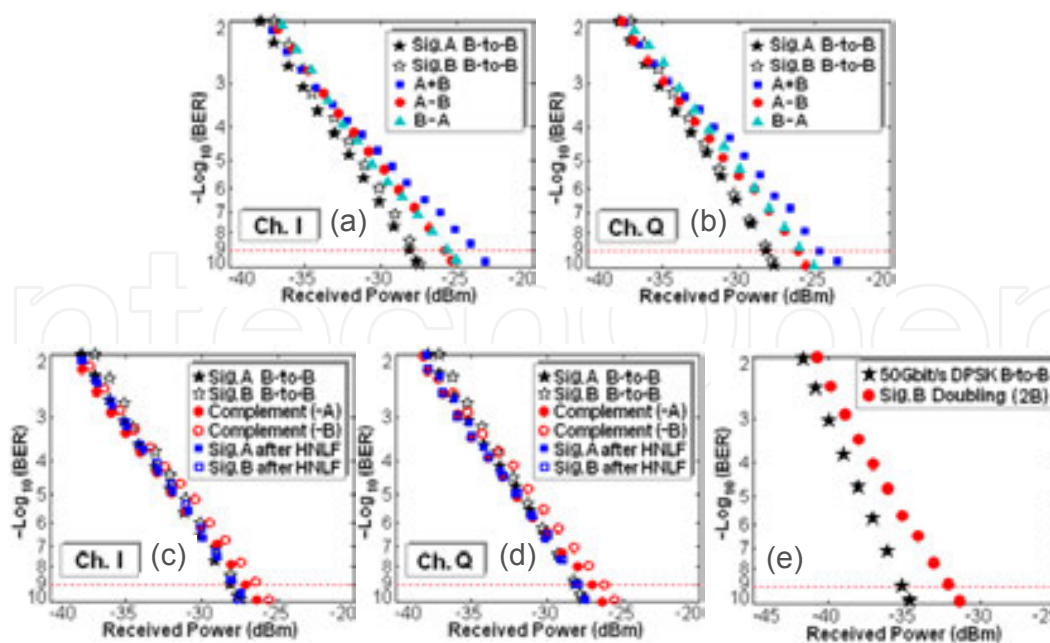 Sig.A B-to-B
Sig.B B-to-B
A+B
A-B
B-A
-Log10(BER)
2
3
4
5
6
7
8
9
10
Ch. I
(a)
-40
-35
-30
-25
-20
Received Power (dBm)
Sig.A B-to-B
Sig.B B-to-B
A+B
A-B
B-A
-Log10(BER)
2
3
4
5
6
7
8
9
10
Ch. Q
(b)
-40
-35
-30
-25
-20
Received Power (dBm)
Sig.A B-to-B
Sig.B B-to-B
Complement (-A)
Complement (-B)
Sig.A after HNLF
Sig.B after HNLF
-Log10(BER)
2
3
4
5
6
7
8
9
10
Ch. I
(c)
-40
-35
-30
-25
-20
Received Power (dBm)
Sig.A B-to-B
Sig.B B-to-B
Complement (-A)
Complement (-B)
Sig.A after HNLF
Sig.B after HNLF
-Log10(BER)
2
3
4
5
6
7
8
9
10
Ch. Q
(d)
-40
-35
-30
-25
-20
Received Power (dBm)
50Gbit/s DPSK B-to-B
Sig.B Doubling (2B)
-Log10(BER)
2
3
4
5
6
7
8
9
10
(e)
-45
-40
-35
-30
-25
Received Power (dBm)